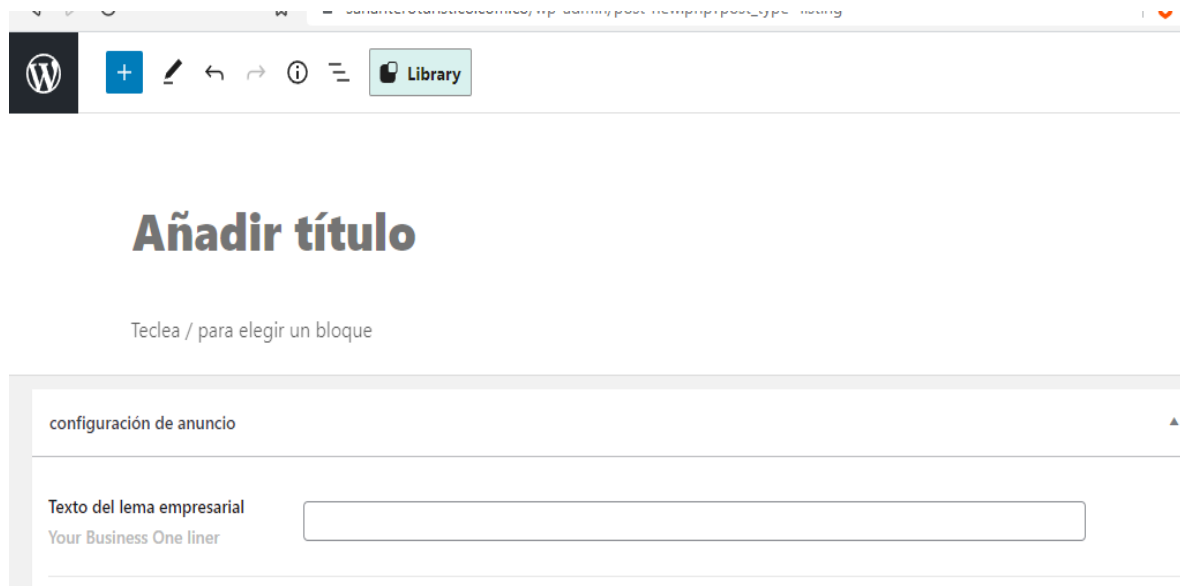 Library
Añadir título
Teclea / para elegir un bloque
configuración de anuncio
Texto del lema empresarial
Your Business One liner